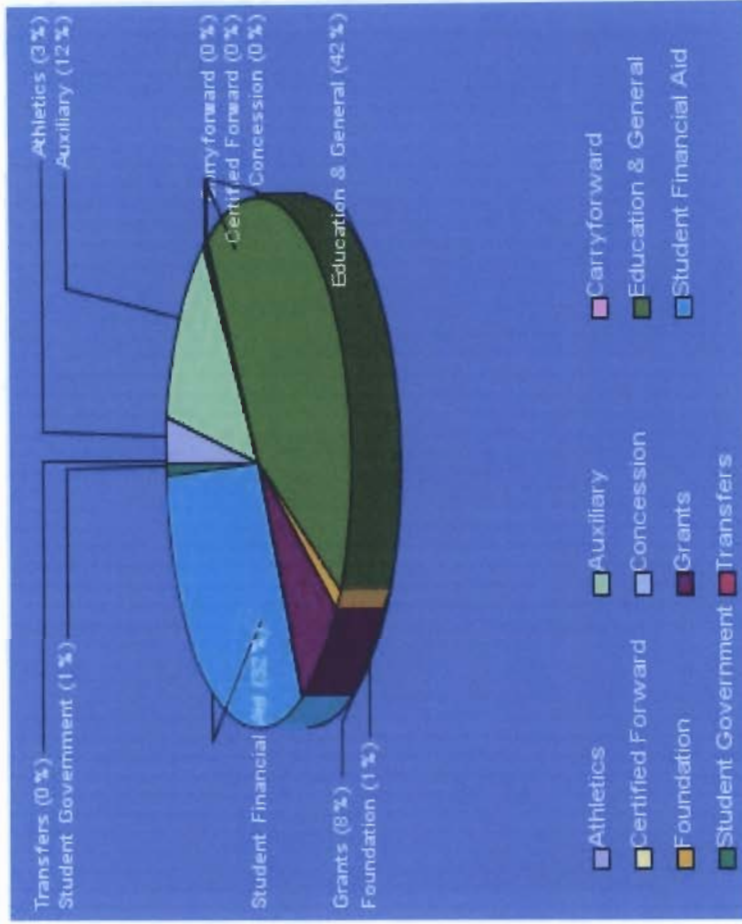 Transfers (0%)
Student Government (1%)
Athletics (3%)
Auxiliary (12%)
Carryforward (0%)
Certified Forward (0%)
Concession (0%)
Student Financial Aid (32%)
Education & General (42%)
Grants (8%)
Foundation (1%)
Athletics
Auxiliary
Carryforward
Certified Forward
Concession
Education & General
Foundation
Grants
Student Financial Aid
Student Government
Transfers